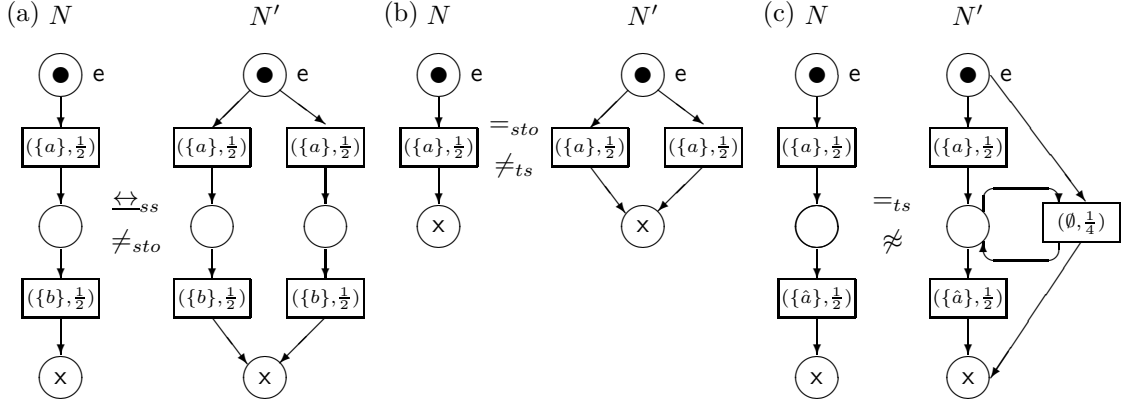 (a) N N′ (b) N N′ (c) N N′
e e e e e e
({a},½) ({a},½) ({a},½) ({a},½) =sto ({a},½) ({a},½) ({a},½) ({a},½)
≠ts
↔ss x x =ts (∅,¼)
≠sto ≉
({b},½) ({b},½) ({b},½) ({â},½) ({â},½)
x x x x